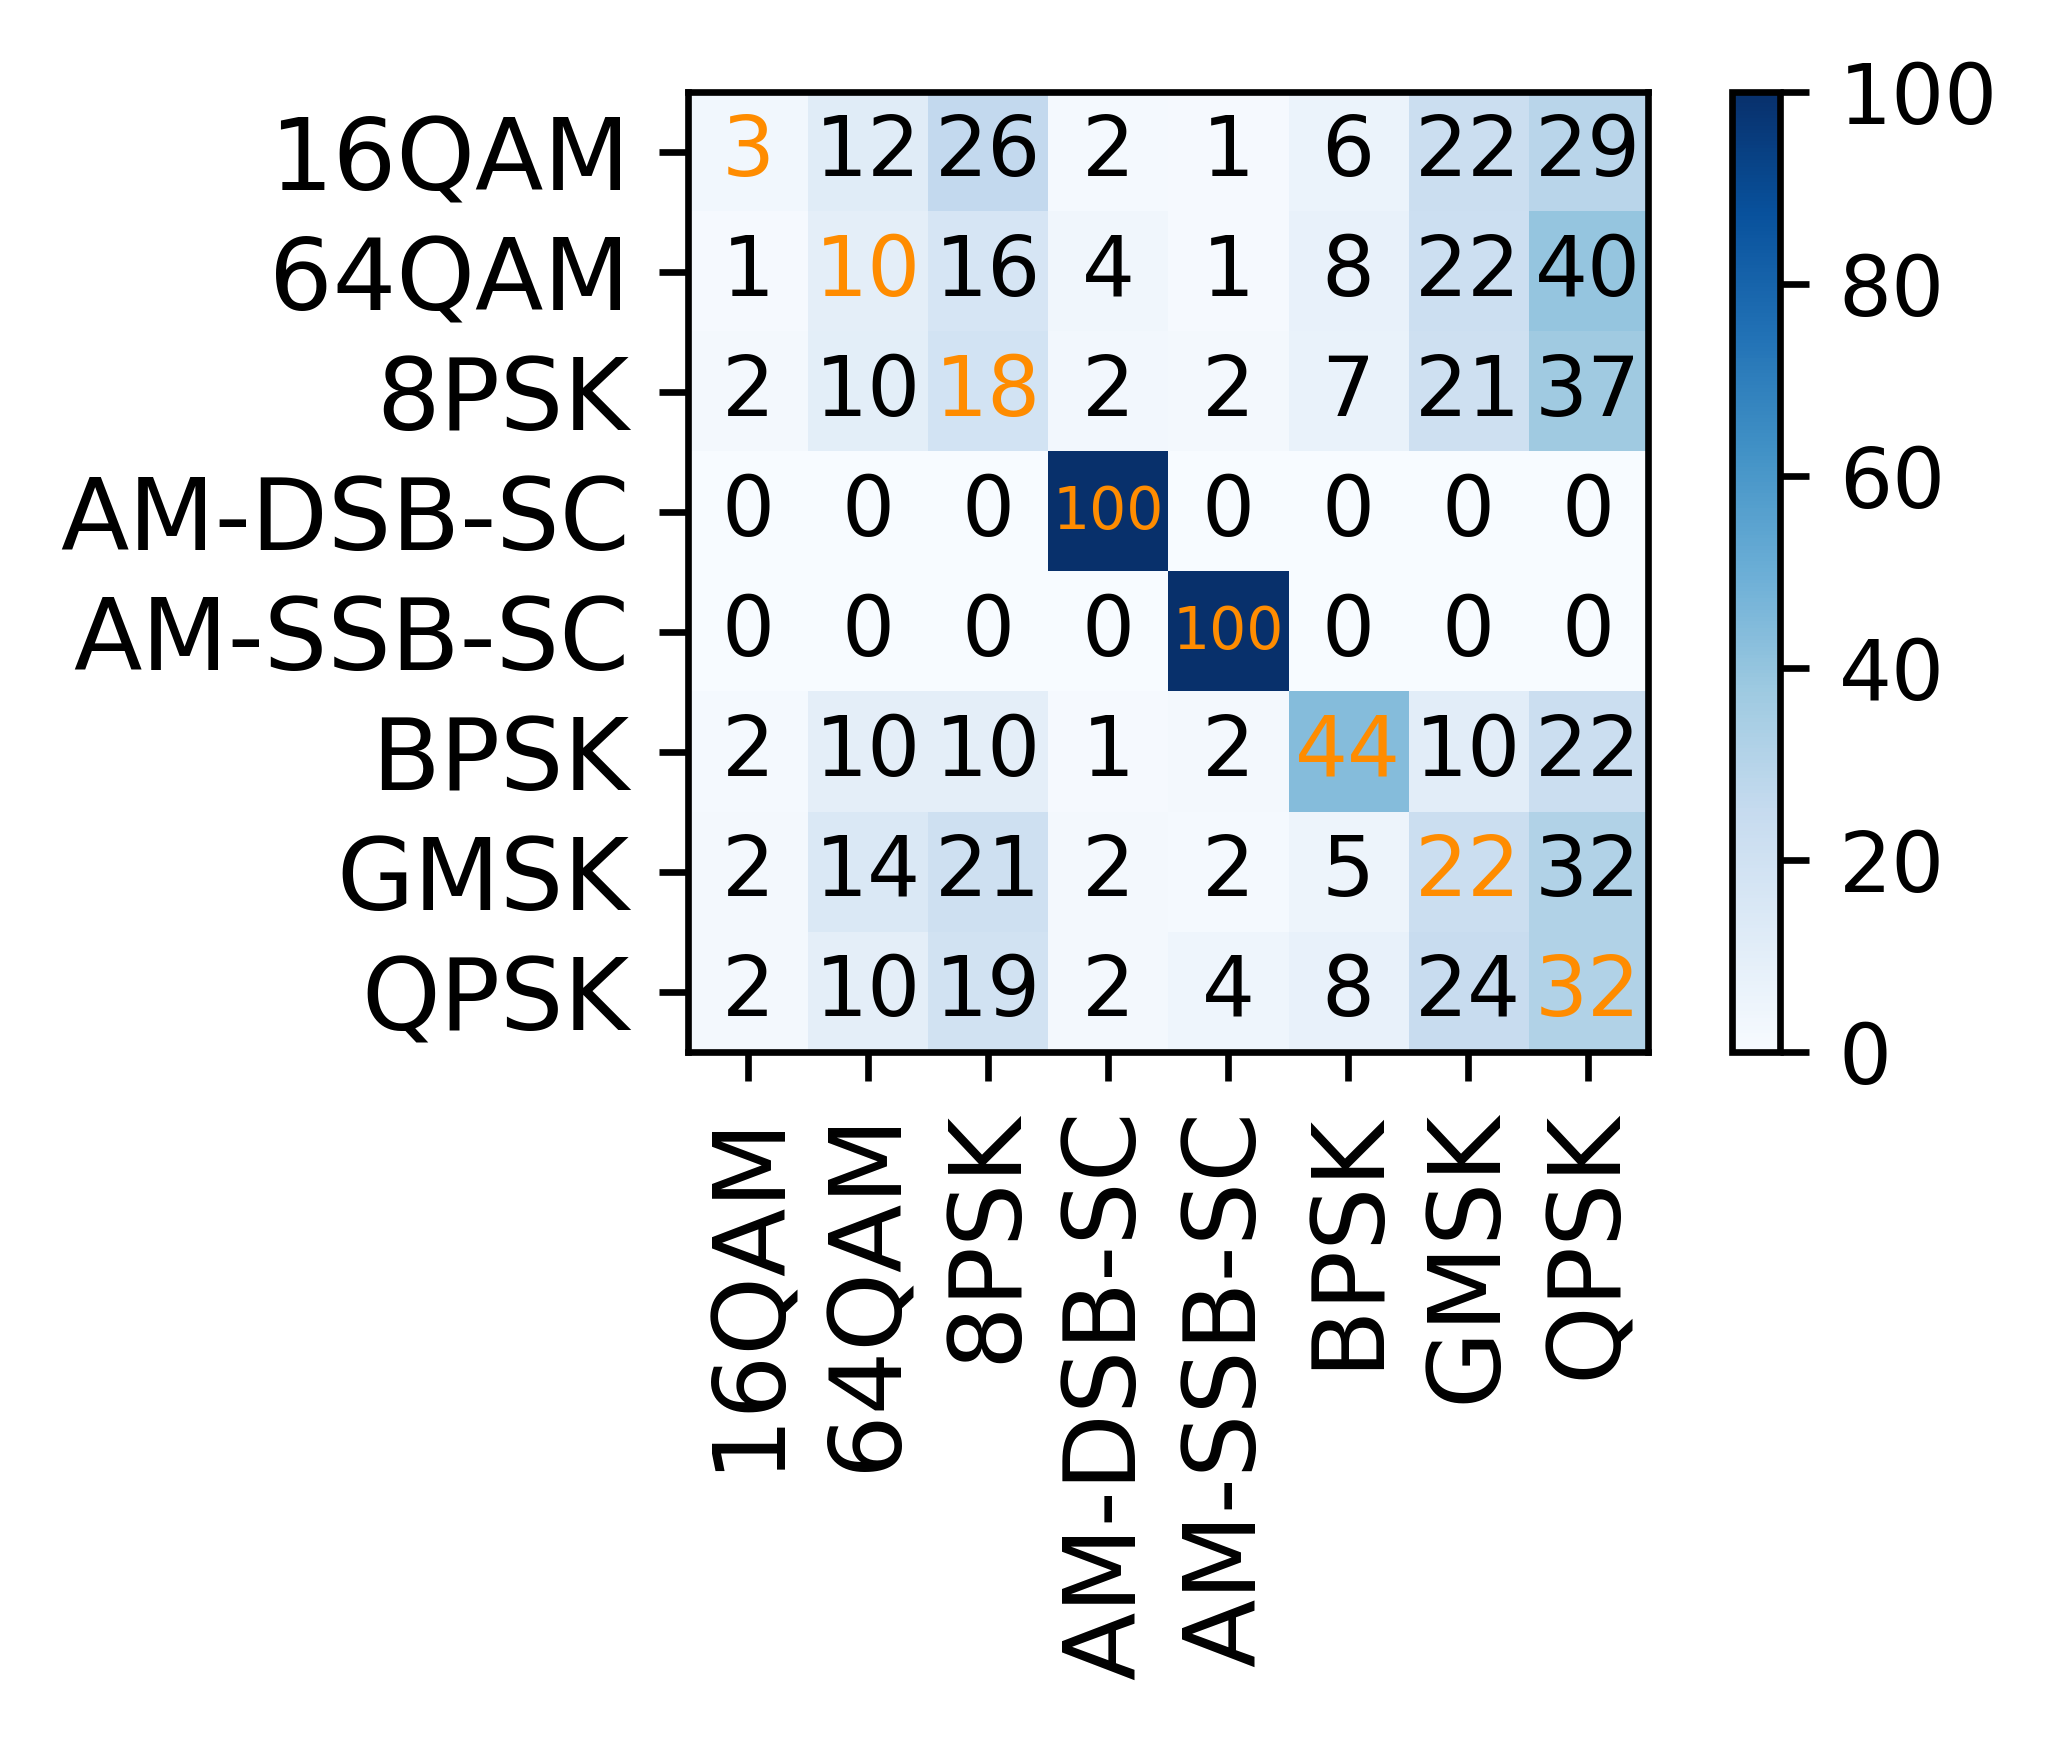 16QAM 3 12 26 2 1 6 22 29
64QAM 1 10 16 4 1 8 22 40
8PSK 2 10 18 2 2 7 21 37
AM-DSB-SC 0 0 0 100 0 0 0 0
AM-SSB-SC 0 0 0 0 100 0 0 0
BPSK 2 10 10 1 2 44 10 22
GMSK 2 14 21 2 2 5 22 32
QPSK 2 10 19 2 4 8 24 32
16QAM
64QAM
8PSK
AM-DSB-SC
AM-SSB-SC
BPSK
GMSK
QPSK
100
80
60
40
20
0